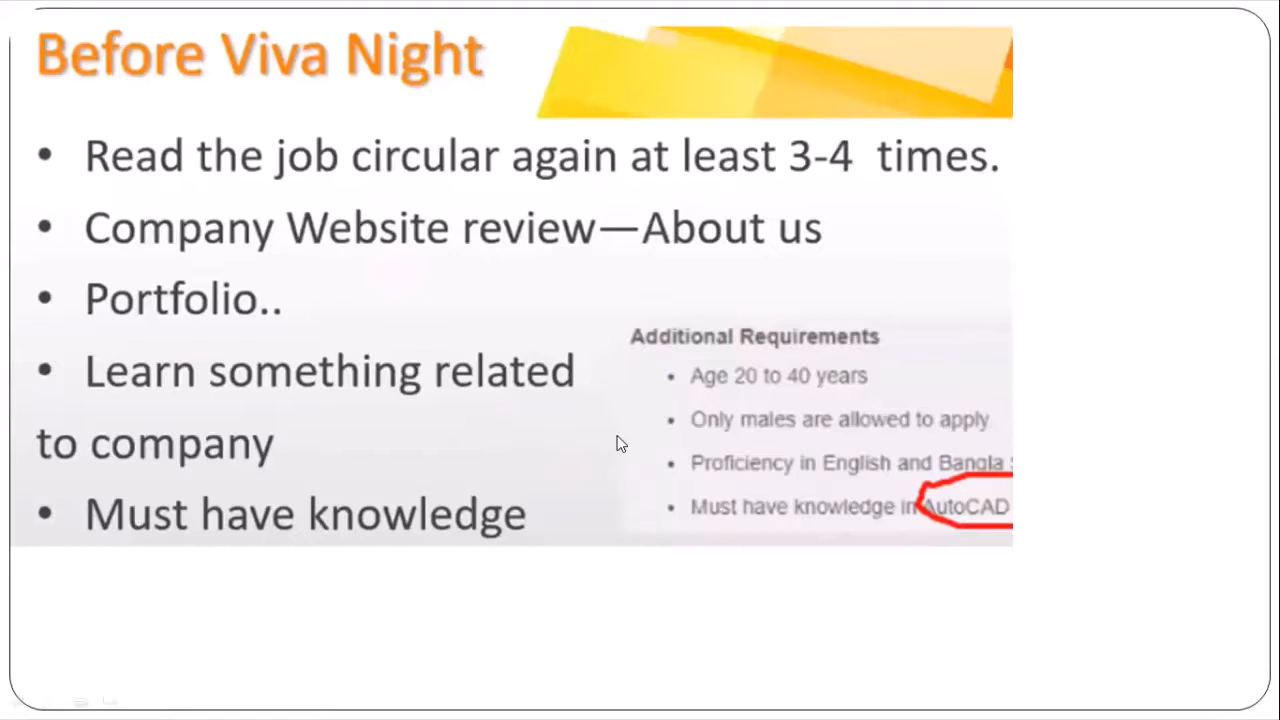 Before Viva Night
• Read the job circular again at least 3-4 times.
• Company Website review—About us
• Portfolio..
• Learn something related
to company
• Must have knowledge
Additional Requirements
• Age 20 to 40 years
• Only males are allowed to apply
• Proficiency in English and Bangla
• Must have knowledge in AutoCAD